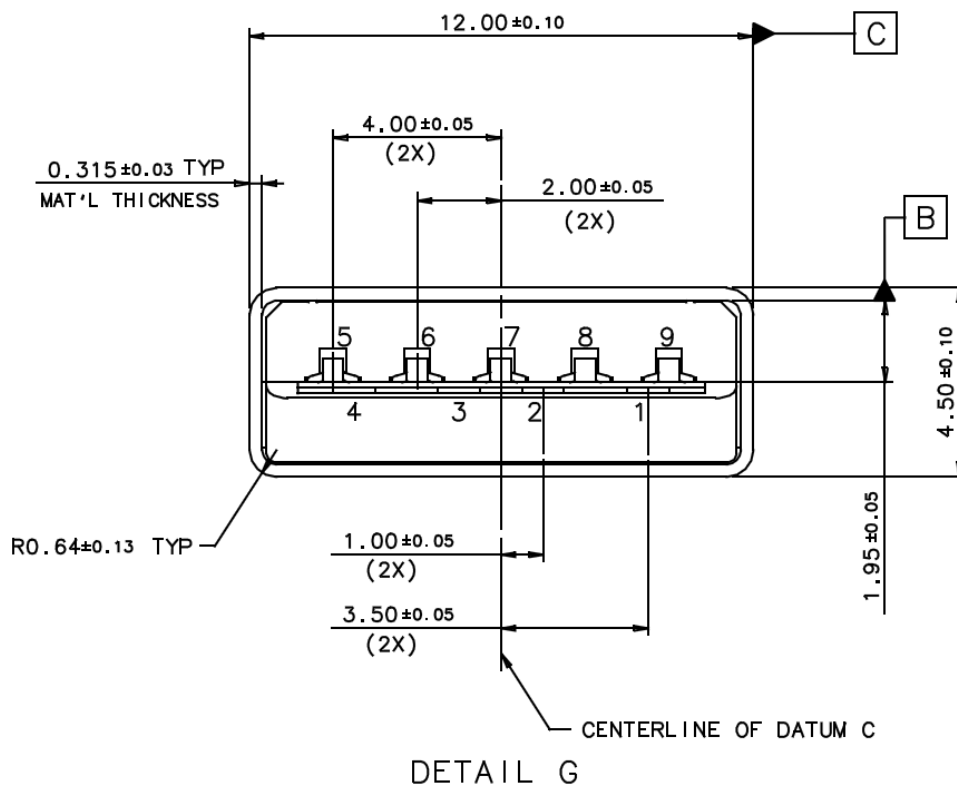 12.00±0.10
C
4.00±0.05
(2X)
0.315±0.03 TYP
MAT'L THICKNESS
2.00±0.05
(2X)
B
5 6 7 8 9
4 3 2 1
4.50±0.10
1.95±0.05
R0.64±0.13 TYP
1.00±0.05
(2X)
3.50±0.05
(2X)
CENTERLINE OF DATUM C
DETAIL G